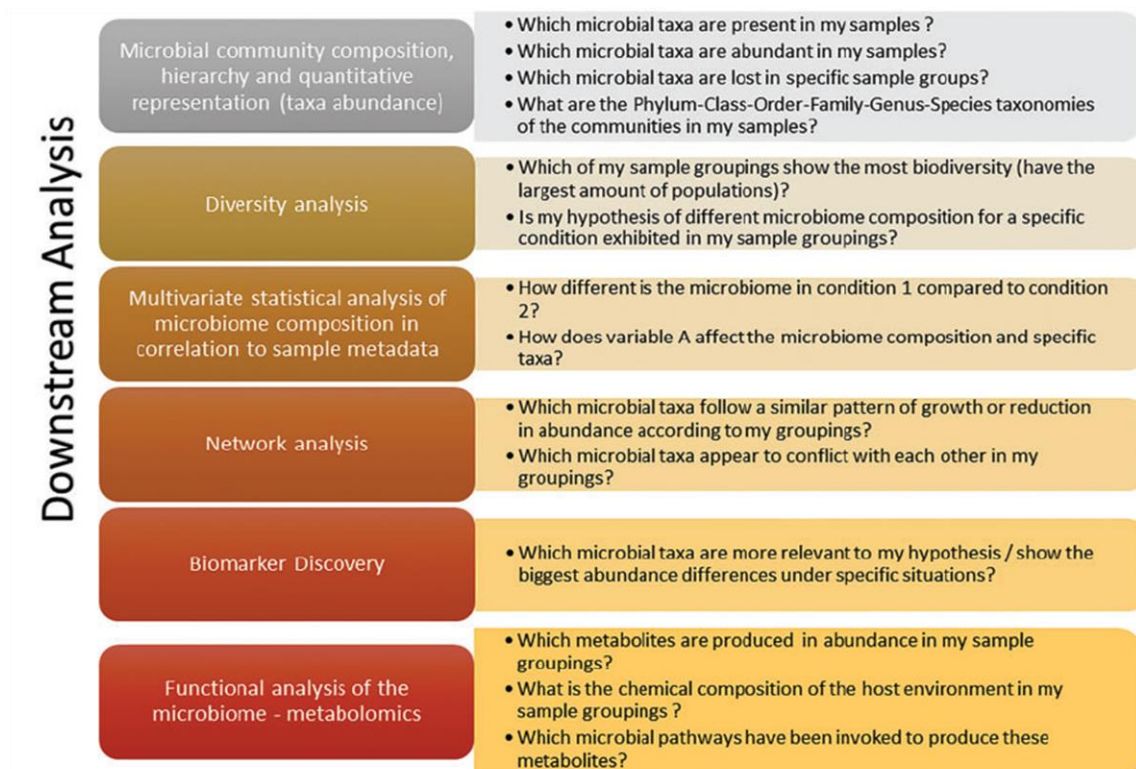 Downstream Analysis
Microbial community composition,
hierarchy and quantitative
representation (taxa abundance)
• Which microbial taxa are present in my samples ?
• Which microbial taxa are abundant in my samples?
• Which microbial taxa are lost in specific sample groups?
• What are the Phylum-Class-Order-Family-Genus-Species taxonomies
of the communities in my samples?
Diversity analysis
• Which of my sample groupings show the most biodiversity (have the
largest amount of populations)?
• Is my hypothesis of different microbiome composition for a specific
condition exhibited in my sample groupings?
Multivariate statistical analysis of
microbiome composition in
correlation to sample metadata
• How different is the microbiome in condition 1 compared to condition
2?
• How does variable A affect the microbiome composition and specific
taxa?
Network analysis
• Which microbial taxa follow a similar pattern of growth or reduction
in abundance according to my groupings?
• Which microbial taxa appear to conflict with each other in my
groupings?
Biomarker Discovery
• Which microbial taxa are more relevant to my hypothesis / show the
biggest abundance differences under specific situations?
Functional analysis of the
microbiome - metabolomics
• Which metabolites are produced in abundance in my sample
groupings?
• What is the chemical composition of the host environment in my
sample groupings ?
• Which microbial pathways have been invoked to produce these
metabolites?